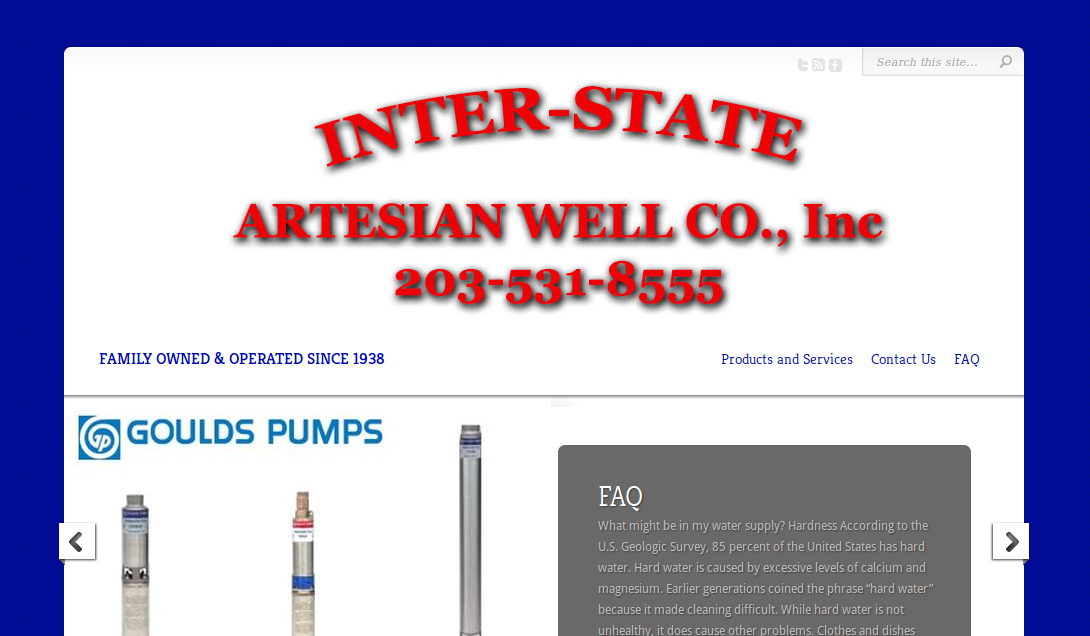 Search this site...
INTER-STATE
ARTESIAN WELL CO., Inc
203-531-8555
FAMILY OWNED & OPERATED SINCE 1938
Products and Services Contact Us FAQ
GOULDS PUMPS
FAQ
What might be in my water supply? Hardness According to the
U.S. Geologic Survey, 85 percent of the United States has hard
water. Hard water is caused by excessive levels of calcium and
magnesium. Earlier generations coined the phrase “hard water”
because it made cleaning difficult. While hard water is not
unhealthy, it does cause other problems. Clothes and dishes